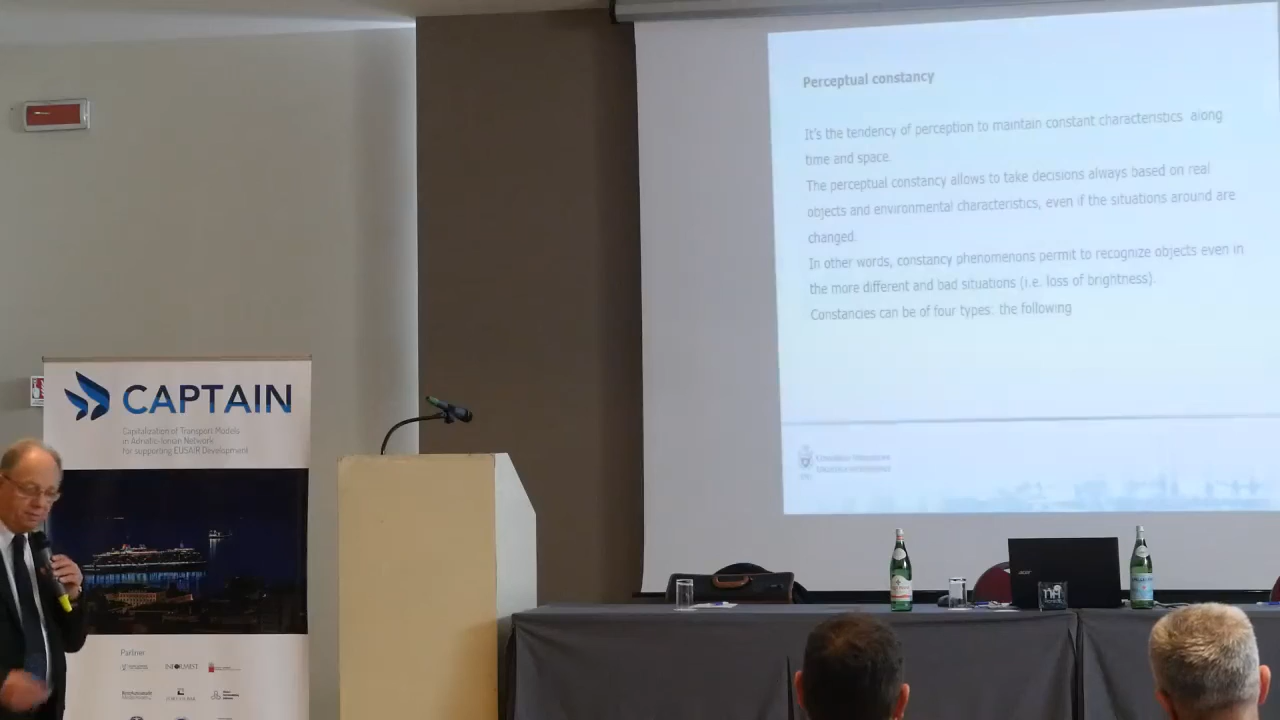 Perceptual constancy
It's the tendency of perception to maintain constant characteristics along
time and space.
The perceptual constancy allows to take decisions always based on real
objects and environmental characteristics, even if the situations around are
changed.
In other words, constancy phenomenons permit to recognize objects even in
the more different and bad situations (i.e. loss of brightness).
Constancies can be of four types: the following
CAPTAIN
Capitalization of Transport Models
in Adriatic-Ionian Network
for supporting EUSAIR Development
Partner
INFORMEST
acer